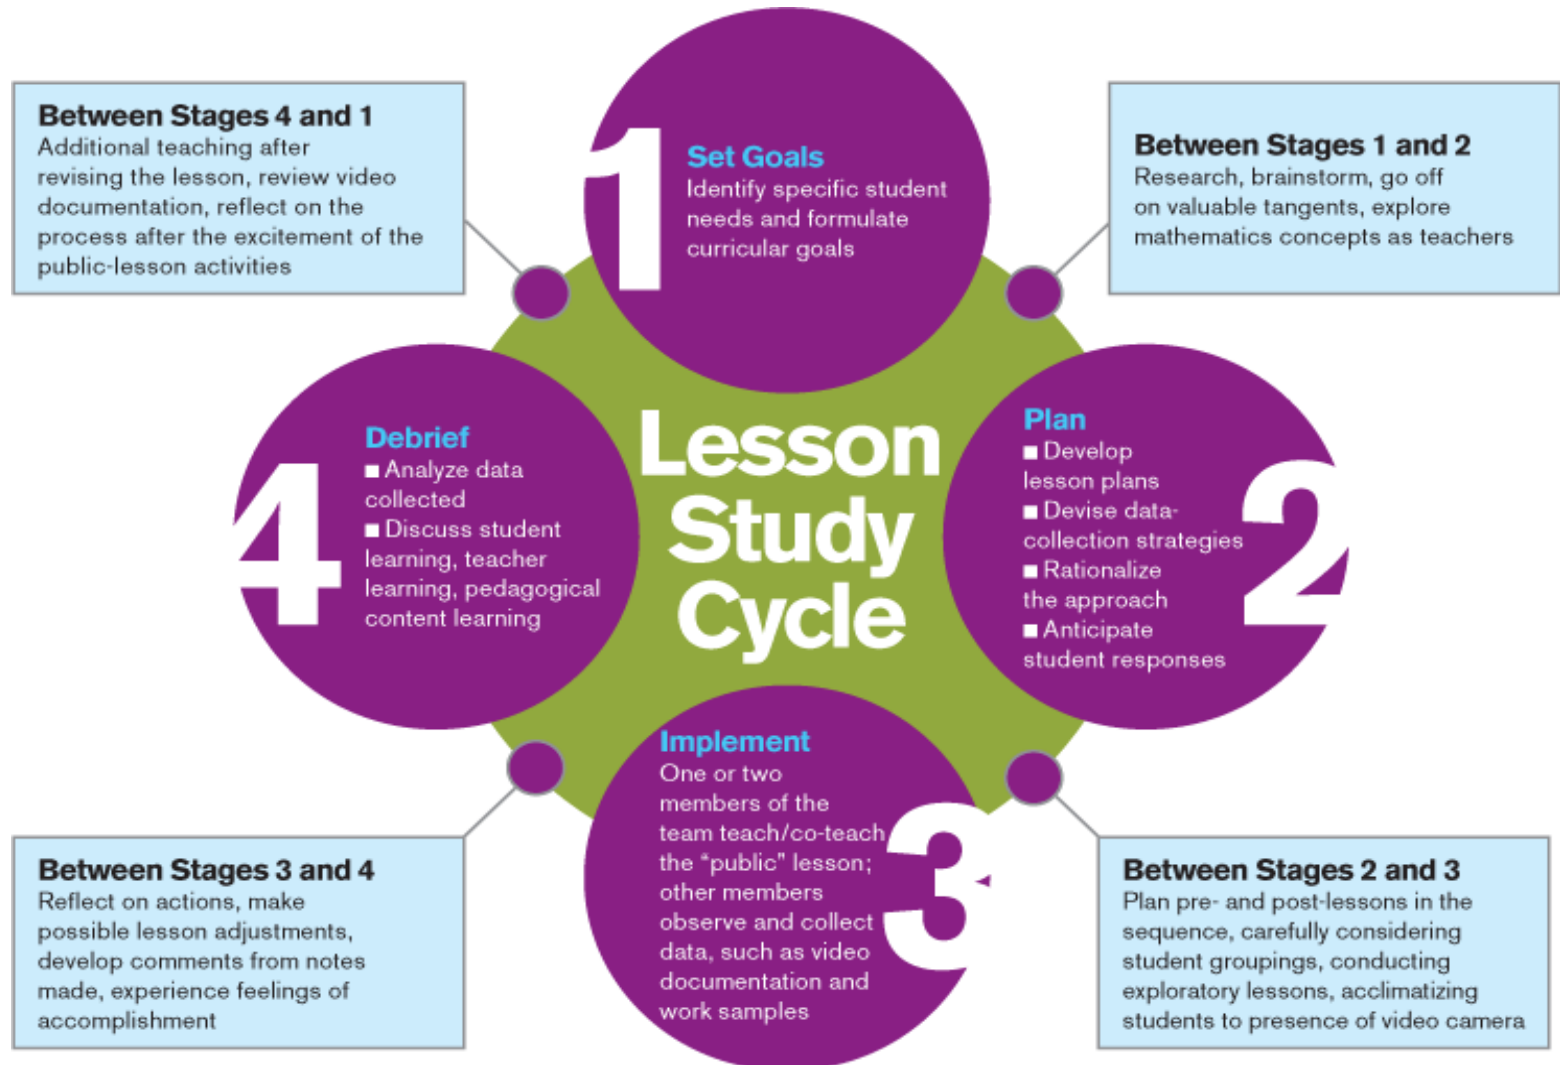 Between Stages 4 and 1
Additional teaching after
revising the lesson, review video
documentation, reflect on the
process after the excitement of the
public-lesson activities
1
Set Goals
Identify specific student
needs and formulate
curricular goals
Between Stages 1 and 2
Research, brainstorm, go off
on valuable tangents, explore
mathematics concepts as teachers
4
Debrief
■ Analyze data
collected
■ Discuss student
learning, teacher
learning, pedagogical
content learning
Lesson
Study
Cycle
Plan
■ Develop
lesson plans
■ Devise data-
collection strategies
■ Rationalize
the approach
■ Anticipate
student responses
2
Implement
One or two
members of the
team teach/co-teach
the “public” lesson;
other members
observe and collect
data, such as video
documentation and
work samples
3
Between Stages 3 and 4
Reflect on actions, make
possible lesson adjustments,
develop comments from notes
made, experience feelings of
accomplishment
Between Stages 2 and 3
Plan pre- and post-lessons in the
sequence, carefully considering
student groupings, conducting
exploratory lessons, acclimatizing
students to presence of video camera